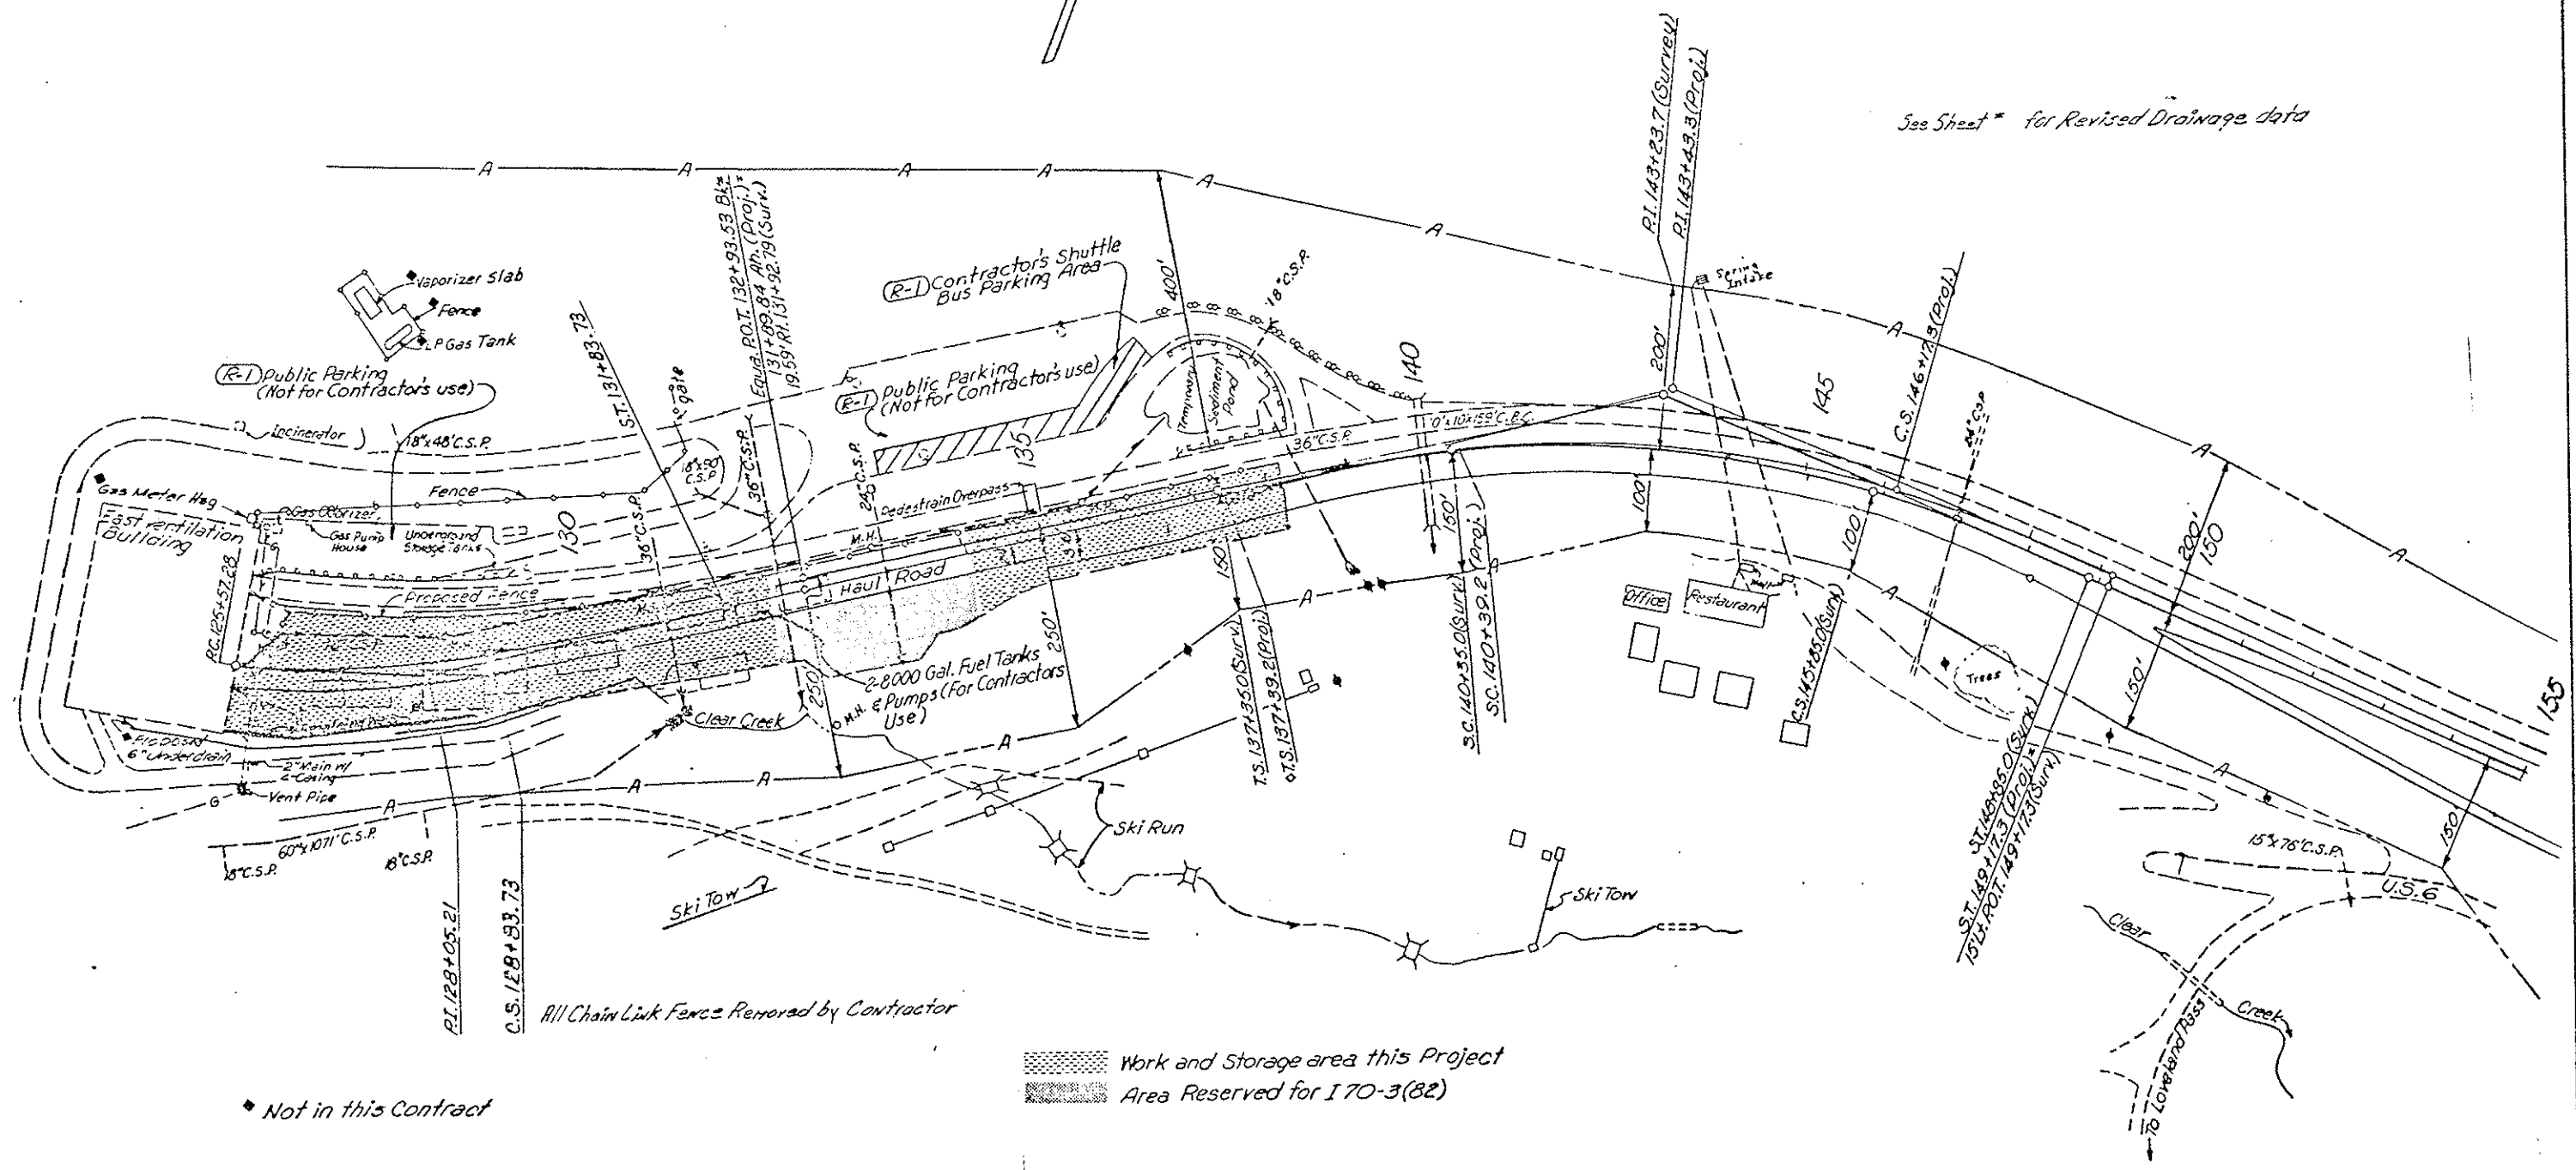 See Sheet * for Revised Drainage data
P.I. 143+23.7 (Survey)
P.I. 143+43.3 (Proj.)
A
A
A
A
A
A
A
A
A
Equa. P.O.T. 132+93.53 Bk=
131+89.84 Ah. (Proj.)=
19.59' Rt. 131+92.79 (Surv.)
S.T. 131+83.73
Vaporizer Slab
Fence
L.P. Gas Tank
R-1 Public Parking
(Not for Contractor's use)
R-1 Contractor's Shuttle
Bus Parking Area
R-1 Public Parking
(Not for Contractor's use)
400'
18" C.S.P.
Temporary
Sediment
Pond
140
200'
Spring
Intake
145
C.S. 146+17.3 (Proj.)
24" C.S.P.
Incinerator
18"x48' C.S.P.
Gas Meter Hsg
East Ventilation
Building
Fence
Gas Pump
House
Underground
Storage Tanks
130
36" C.S.P.
18"x90'
C.S.P.
36" C.S.P.
24" C.S.P.
135
Pedestrain Overpass
36" C.S.P.
M.H.
P.C. 125+57.28
Proposed Fence
Haul Road
150'
150'
100'
100'
200'
150
150'
150'
155
250'
250'
2-8000 Gal. Fuel Tanks
& Pumps (For Contractors
Use)
M.H.
Clear Creek
T.S. 137+35.0 (Surv.)
T.S. 137+39.2 (Proj.)
S.C. 140+35.0 (Surv.)
S.C. 140+39.2 (Proj.)
Office
Restaurant
C.S. 145+85.0 (Surv.)
Trees
S.T. 148+85.0 (Surv.)
S.T. 149+17.3 (Proj.)=
15' Lt. P.O.T. 149+17.3 (Surv.)
A
A
A
A
A
A
A
A
Proposed
6" Underdrain
2" Main w/
4" Casing
Vent Pipe
G
60"x1071' C.S.P.
18" C.S.P.
18" C.S.P.
P.I. 128+05.21
C.S. 128+83.73
Ski Tow
Ski Run
Ski Tow
15"x76' C.S.P.
U.S. 6
Clear
Creek
To Loveland Pass
All Chain Link Fence Removed by Contractor
Work and Storage area this Project
Area Reserved for I 70-3(82)
Not in this Contract